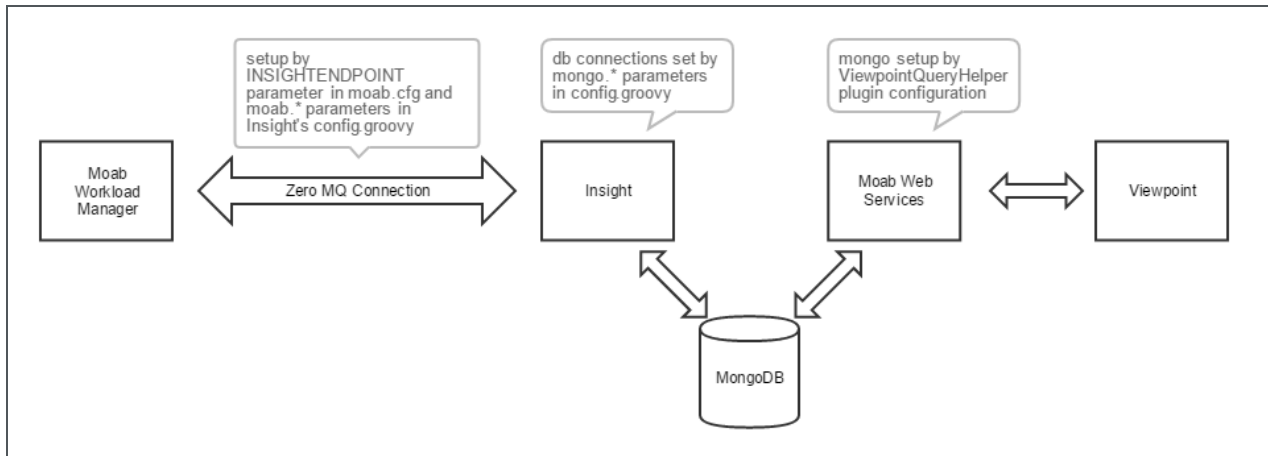 setup by
INSIGHTENDPOINT
parameter in moab.cfg and
moab.* parameters in
Insight's config.groovy
db connections set by
mongo.* parameters
in config.groovy
mongo setup by
ViewpointQueryHelper
plugin configuration
Moab
Workload
Manager
Zero MQ Connection
Insight
Moab Web
Services
Viewpoint
MongoDB